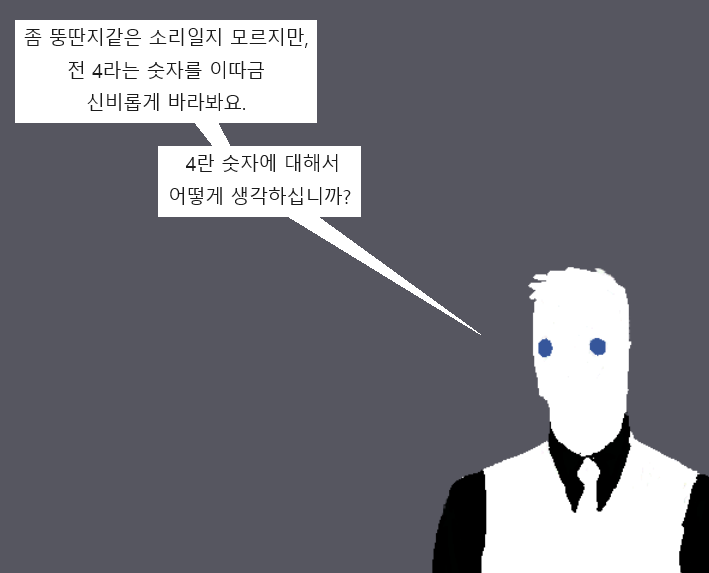 좀 뚱딴지같은 소리일지 모르지만,
전 4라는 숫자를 이따금
신비롭게 바라봐요.
4란 숫자에 대해서
어떻게 생각하십니까?